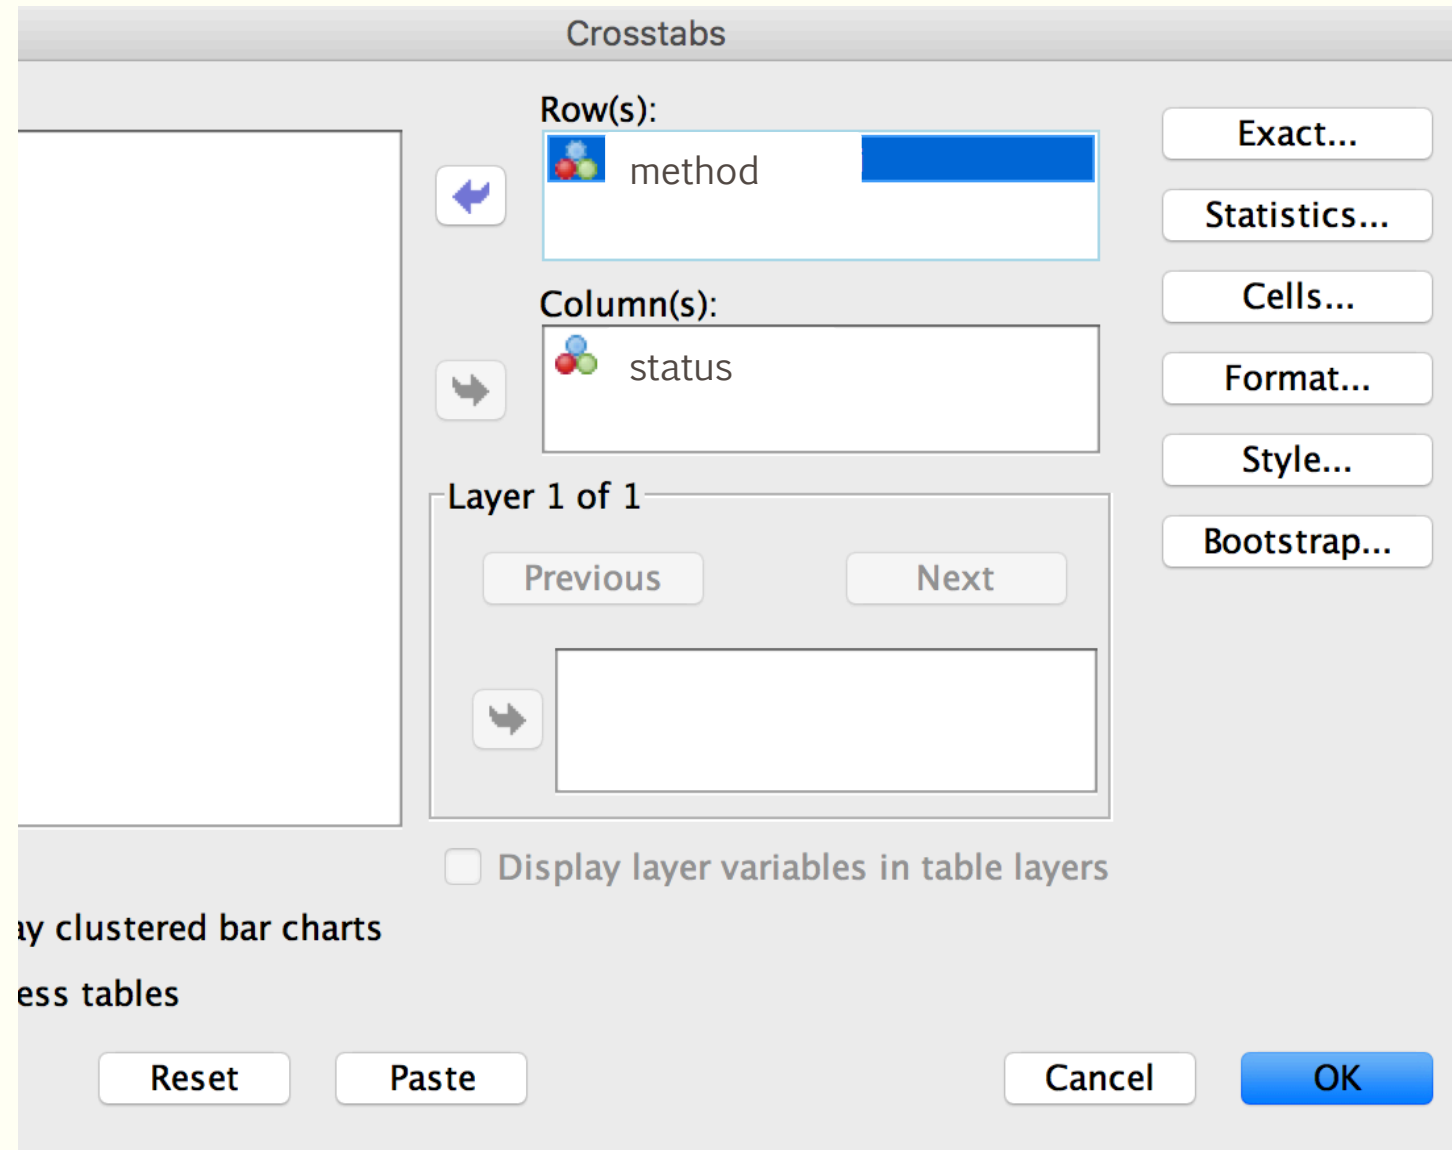 Crosstabs
Row(s):
method
Column(s):
status
Layer 1 of 1
Previous
Next
Display layer variables in table layers
ay clustered bar charts
ess tables
Exact...
Statistics...
Cells...
Format...
Style...
Bootstrap...
Reset
Paste
Cancel
OK